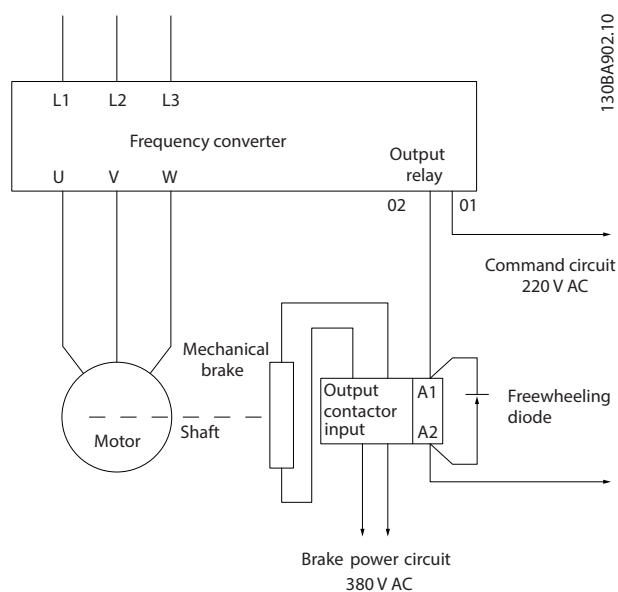 130BA902.10
L1 L2 L3
Frequency converter
Output
relay
U V W
02 01
Command circuit
220 V AC
Mechanical
brake
Output
contactor
input
A1
A2
Freewheeling
diode
Motor
Shaft
Brake power circuit
380 V AC